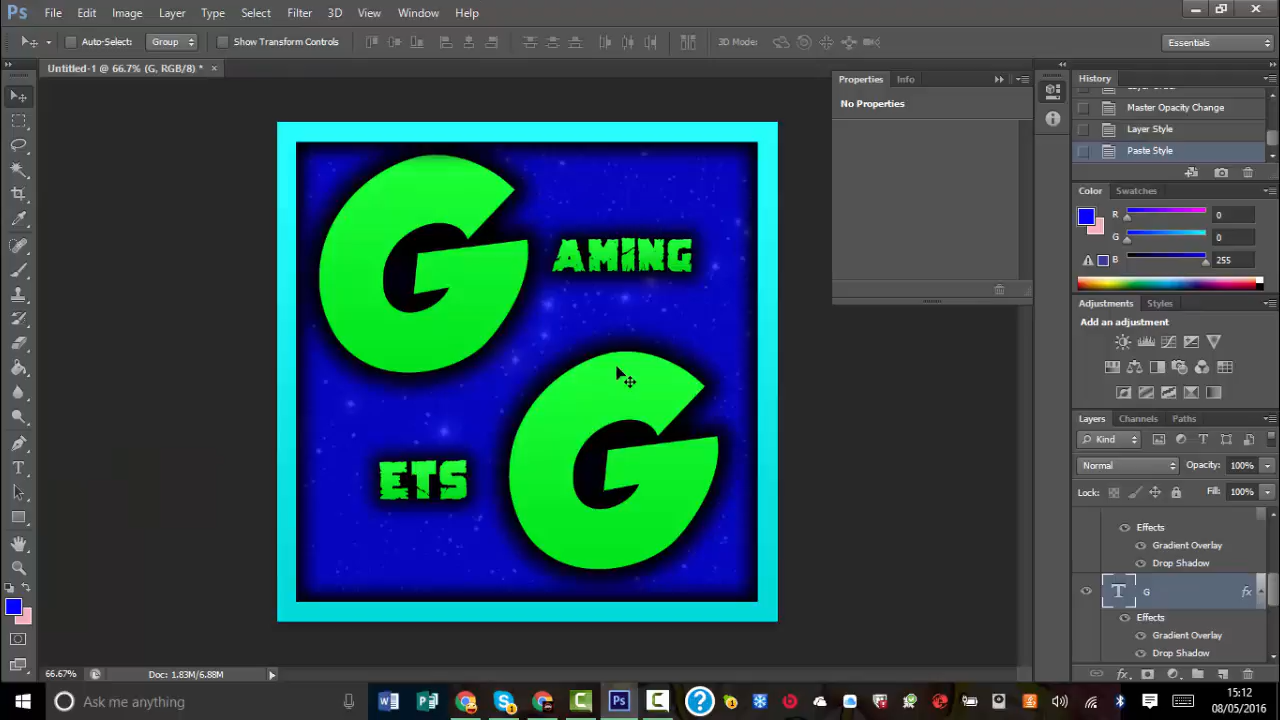 Ps File Edit Image Layer Type Select Filter 3D View Window Help
Auto-Select: Group Show Transform Controls 3D Mode: Essentials
Untitled-1 @ 66.7% (G, RGB/8) * ×
Properties Info
No Properties
History
Master Opacity Change
Layer Style
Paste Style
Color Swatches
R 0
G 0
B 255
Adjustments Styles
Add an adjustment
Layers Channels Paths
Kind
Normal Opacity: 100%
Lock: Fill: 100%
Effects
Gradient Overlay
Drop Shadow
T G fx
Effects
Gradient Overlay
Drop Shadow
G AMING
ETS G
66.67% Doc: 1.83M/6.88M
Ask me anything
15:12
08/05/2016